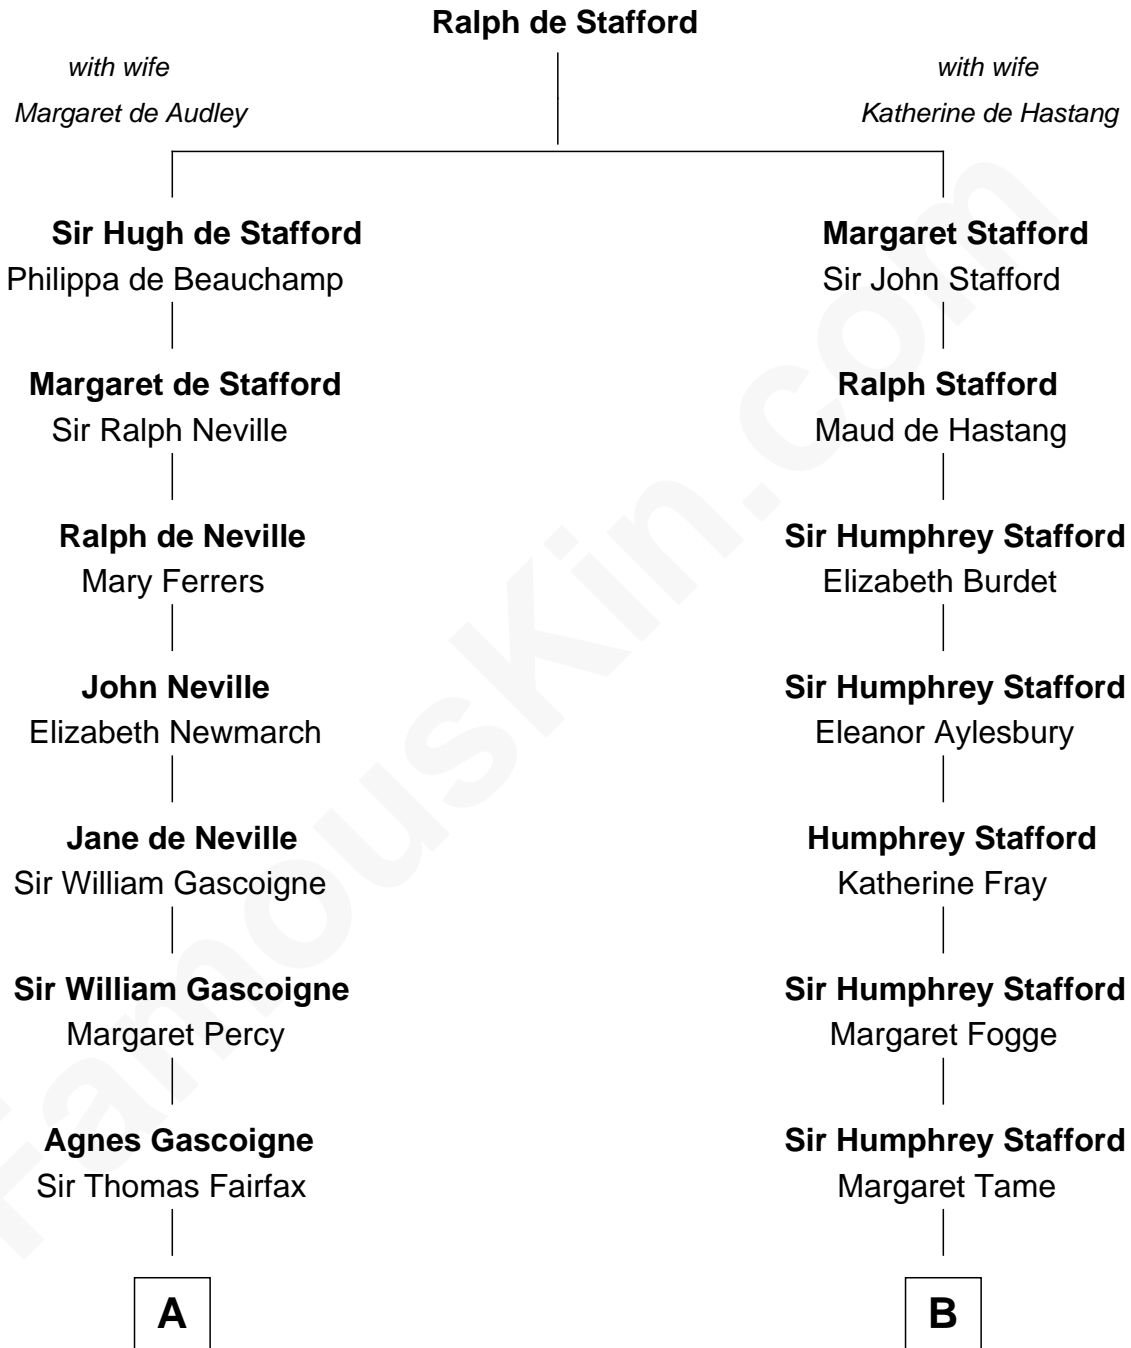 Ralph de Stafford
with wife
Margaret de Audley
with wife
Katherine de Hastang
Sir Hugh de Stafford
Philippa de Beauchamp
Margaret Stafford
Sir John Stafford
Margaret de Stafford
Sir Ralph Neville
Ralph Stafford
Maud de Hastang
Ralph de Neville
Mary Ferrers
Sir Humphrey Stafford
Elizabeth Burdet
John Neville
Elizabeth Newmarch
Sir Humphrey Stafford
Eleanor Aylesbury
Jane de Neville
Sir William Gascoigne
Humphrey Stafford
Katherine Fray
Sir William Gascoigne
Margaret Percy
Sir Humphrey Stafford
Margaret Fogge
Agnes Gascoigne
Sir Thomas Fairfax
Sir Humphrey Stafford
Margaret Tame
A
B
FamousKin.com